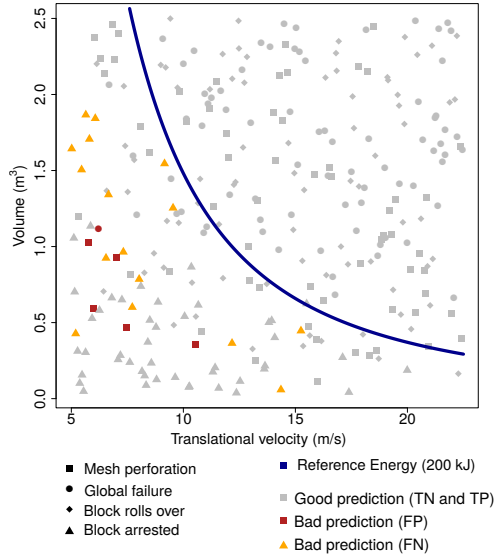 2.5
2.0
1.5
1.0
0.5
0.0
Volume (m³)
5 10 15 20
Translational velocity (m/s)
Mesh perforation
Global failure
Block rolls over
Block arrested
Reference Energy (200 kJ)
Good prediction (TN and TP)
Bad prediction (FP)
Bad prediction (FN)